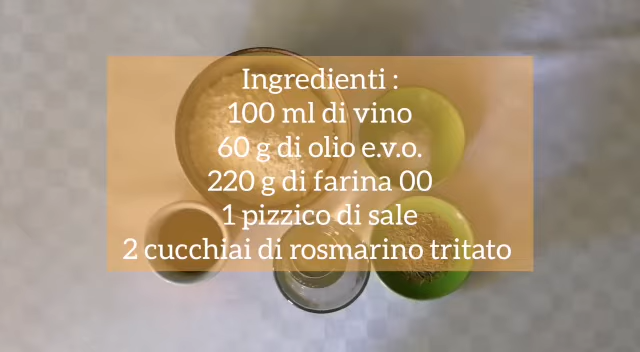 Ingredienti :
100 ml di vino
60 g di olio e.v.o.
220 g di farina 00
1 pizzico di sale
2 cucchiai di rosmarino tritato